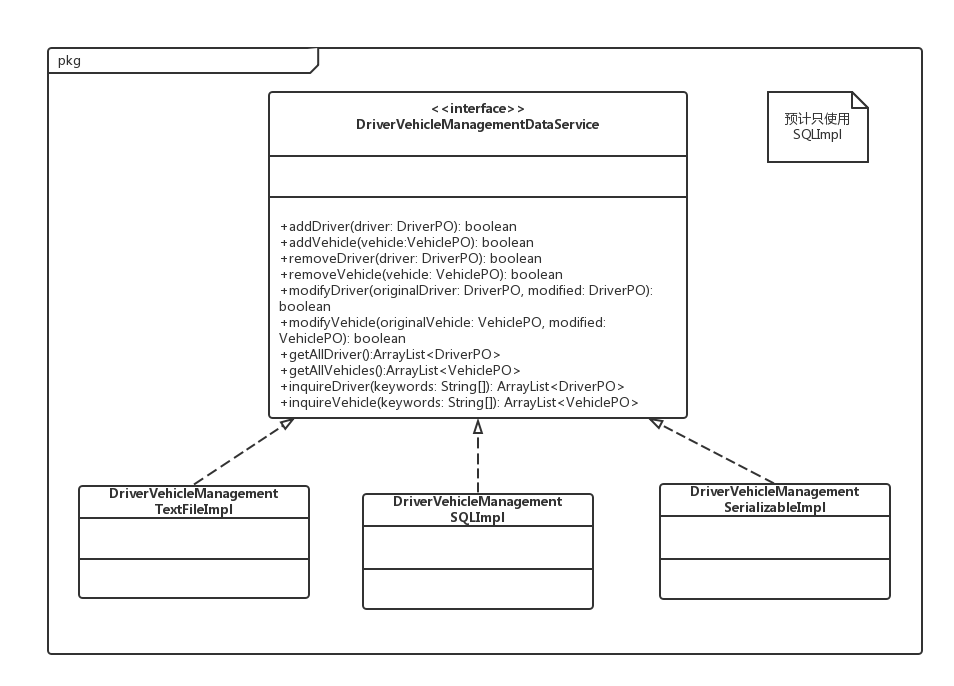 pkg
<<interface>>
DriverVehicleManagementDataService
预计只使用
SQLImpl
+addDriver(driver: DriverPO): boolean
+addVehicle(vehicle:VehiclePO): boolean
+removeDriver(driver: DriverPO): boolean
+removeVehicle(vehicle: VehiclePO): boolean
+modifyDriver(originalDriver: DriverPO, modified: DriverPO):
boolean
+modifyVehicle(originalVehicle: VehiclePO, modified:
VehiclePO): boolean
+getAllDriver():ArrayList<DriverPO>
+getAllVehicles():ArrayList<VehiclePO>
+inquireDriver(keywords: String[]): ArrayList<DriverPO>
+inquireVehicle(keywords: String[]): ArrayList<VehiclePO>
DriverVehicleManagement
TextFileImpl
DriverVehicleManagement
SQLImpl
DriverVehicleManagement
SerializableImpl